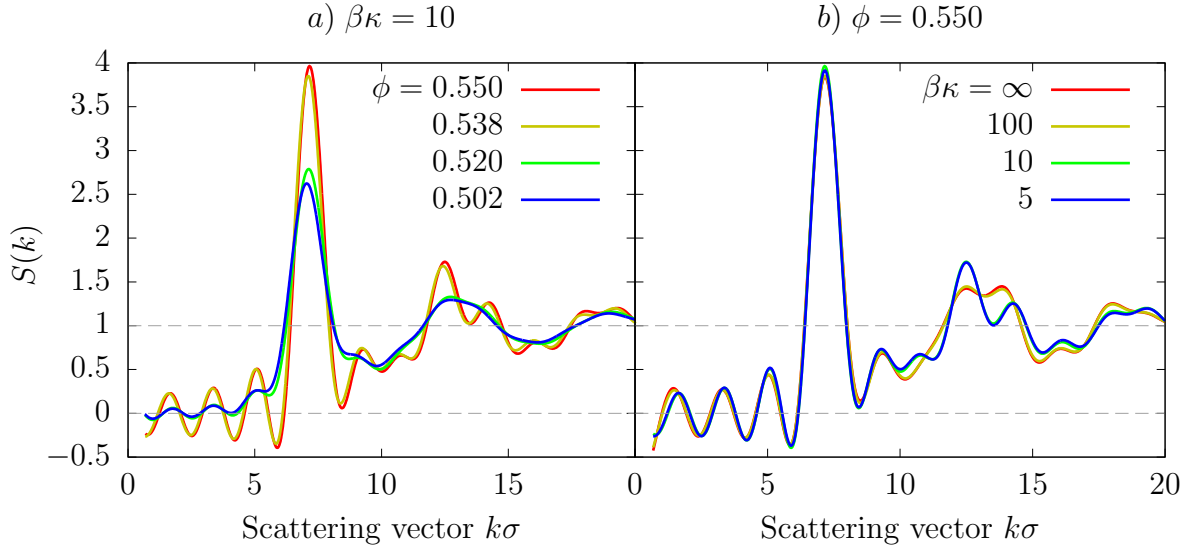 a) βκ = 10
b) ϕ = 0.550
S(k)
4
3.5
3
2.5
2
1.5
1
0.5
0
−0.5
ϕ = 0.550
0.538
0.520
0.502
βκ = ∞
100
10
5
0 5 10 15 0 5 10 15 20
Scattering vector kσ
Scattering vector kσ